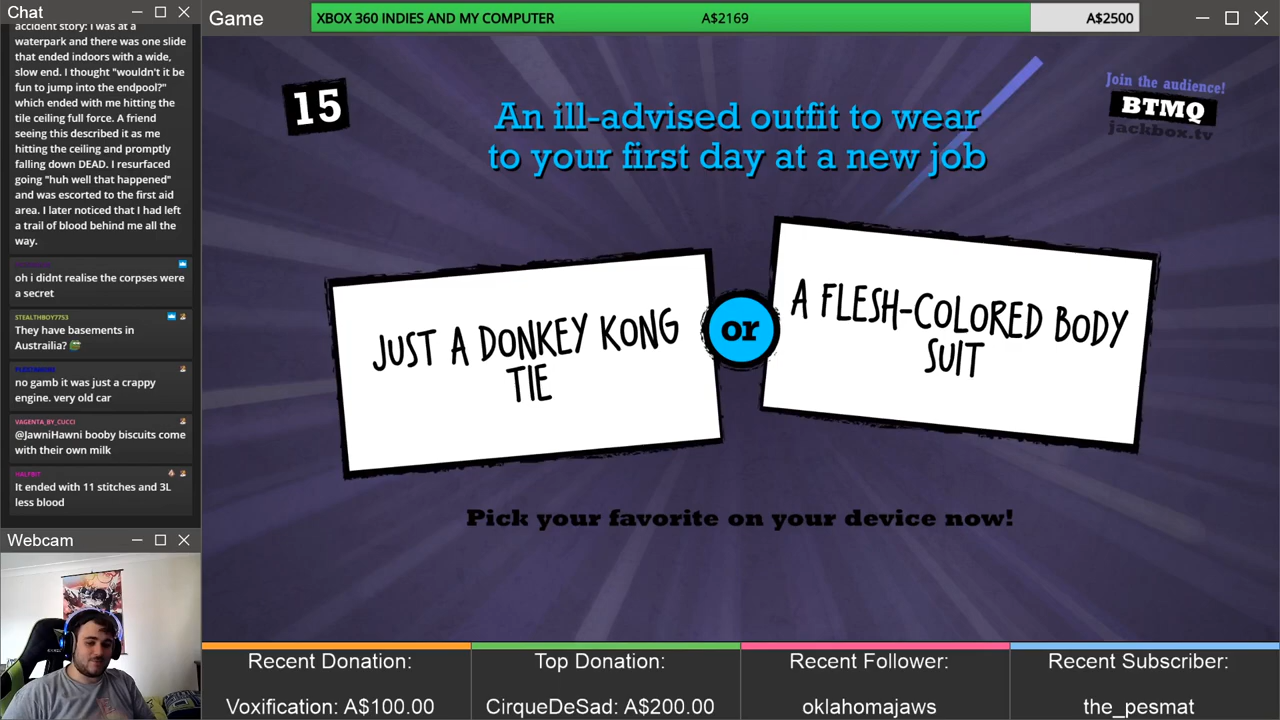 Chat
accident story: I was at a
waterpark and there was one slide
that ended indoors with a wide,
slow end. I thought "wouldn't it be
fun to jump into the endpool?"
which ended with me hitting the
tile ceiling full force. A friend
seeing this described it as me
hitting the ceiling and promptly
falling down DEAD. I resurfaced
going "huh well that happened"
and was escorted to the first aid
area. I later noticed that I had left
a trail of blood behind me all the
way.
oh i didnt realise the corpses were
a secret
STEALTHBOY7753
They have basements in
Austrailia?
no gamb it was just a crappy
engine. very old car
VAGENTA_BY_CUCCI
@JawniHawni booby biscuits come
with their own milk
HALFBIT
It ended with 11 stitches and 3L
less blood
Webcam
Game
XBOX 360 INDIES AND MY COMPUTER
A$2169
A$2500
15
An ill-advised outfit to wear
to your first day at a new job
Join the audience!
BTMQ
jackbox.tv
JUST A DONKEY KONG
TIE
or
A FLESH-COLORED BODY
SUIT
Pick your favorite on your device now!
Recent Donation:
Voxification: A$100.00
Top Donation:
CirqueDeSad: A$200.00
Recent Follower:
oklahomajaws
Recent Subscriber:
the_pesmat